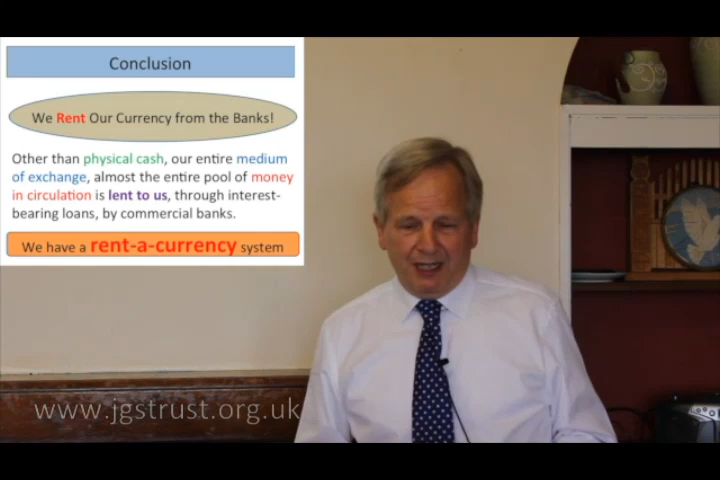 Conclusion
We Rent Our Currency from the Banks!
Other than physical cash, our entire medium
of exchange, almost the entire pool of money
in circulation is lent to us, through interest-
bearing loans, by commercial banks.
We have a rent-a-currency system
www.jgstrust.org.uk